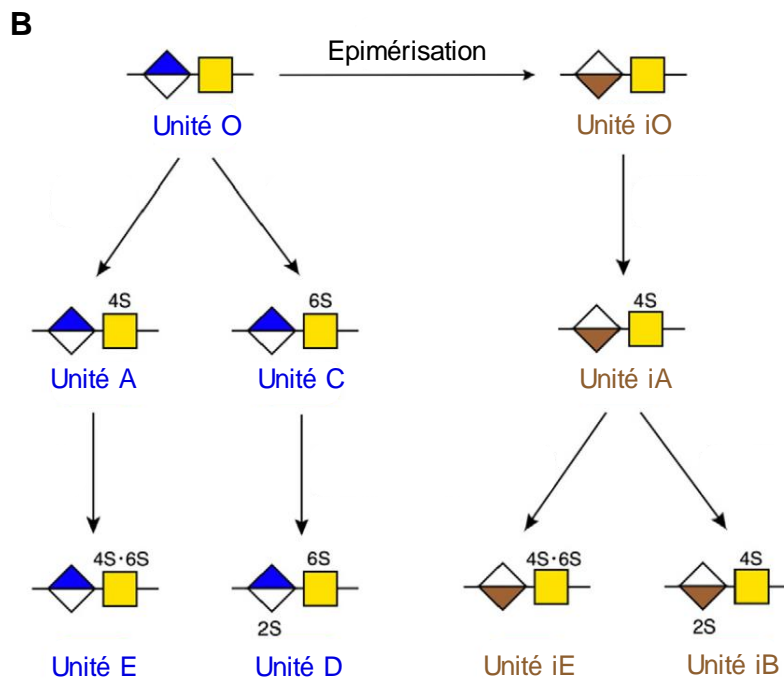 B
Epimérisation
Unité O
Unité iO
4S
6S
4S
Unité A
Unité C
Unité iA
4S·6S
6S
4S·6S
4S
2S
2S
Unité E
Unité D
Unité iE
Unité iB